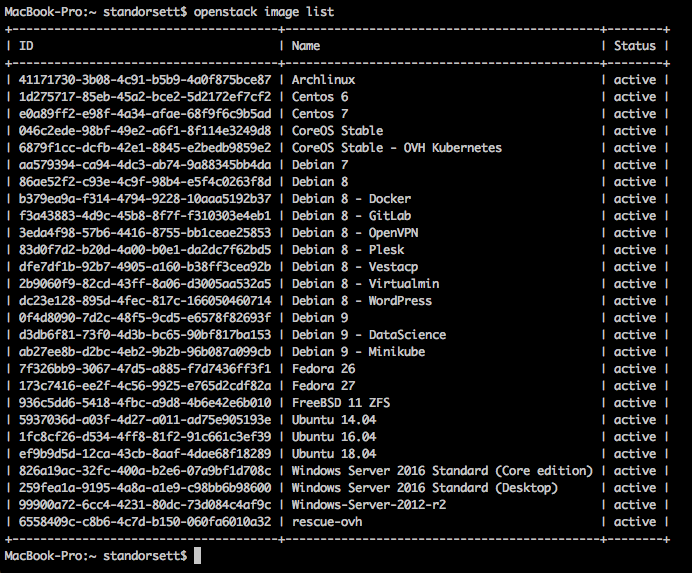 MacBook-Pro:~ standorsett$ openstack image list
+--------------------------------------+-----------------------------------------------+--------+
| ID                                   | Name                                          | Status |
+--------------------------------------+-----------------------------------------------+--------+
| 41171730-3b08-4c91-b5b9-4a0f875bce87 | Archlinux                                     | active |
| 1d275717-85eb-45a2-bce2-5d2172ef7cf2 | Centos 6                                      | active |
| e0a89ff2-e98f-4a34-afae-68f9f6c9b5ad | Centos 7                                      | active |
| 046c2ede-98bf-49e2-a6f1-8f114e3249d8 | CoreOS Stable                                 | active |
| 6879f1cc-dcfb-42e1-8845-e2bedb9859e2 | CoreOS Stable - OVH Kubernetes                | active |
| aa579394-ca94-4dc3-ab74-9a88345bb4da | Debian 7                                      | active |
| 86ae52f2-c93e-4c9f-98b4-e5f4c0263f8d | Debian 8                                      | active |
| b379ea9a-f314-4794-9228-10aaa5192b37 | Debian 8 - Docker                             | active |
| f3a43883-4d9c-45b8-8f7f-f310303e4eb1 | Debian 8 - GitLab                             | active |
| 3eda4f98-57b6-4416-8755-bb1ceae25853 | Debian 8 - OpenVPN                            | active |
| 83d0f7d2-b20d-4a00-b0e1-da2dc7f62bd5 | Debian 8 - Plesk                              | active |
| dfe7df1b-92b7-4905-a160-b38ff3cea92b | Debian 8 - Vestacp                            | active |
| 2b9060f9-82cd-43ff-8a06-d3005aa532a5 | Debian 8 - Virtualmin                         | active |
| dc23e128-895d-4fec-817c-166050460714 | Debian 8 - WordPress                          | active |
| 0f4d8090-7d2c-48f5-9cd5-e6578f82693f | Debian 9                                      | active |
| d3db6f81-73f0-4d3b-bc65-90bf817ba153 | Debian 9 - DataScience                        | active |
| ab27ee8b-d2bc-4eb2-9b2b-96b087a099cb | Debian 9 - Minikube                           | active |
| 7f326bb9-3067-47d5-a885-f7d7436ff3f1 | Fedora 26                                     | active |
| 173c7416-ee2f-4c56-9925-e765d2cdf82a | Fedora 27                                     | active |
| 936c5dd6-5418-4fbc-a9d8-4b6e42e6b010 | FreeBSD 11 ZFS                                | active |
| 5937036d-a03f-4d27-a011-ad75e905193e | Ubuntu 14.04                                  | active |
| 1fc8cf26-d534-4ff8-81f2-91c661c3ef39 | Ubuntu 16.04                                  | active |
| ef9b9d5d-12ca-43cb-8aaf-4dae68f18289 | Ubuntu 18.04                                  | active |
| 826a19ac-32fc-400a-b2e6-07a9bf1d708c | Windows Server 2016 Standard (Core edition)   | active |
| 259fea1a-9195-4a8a-a1e9-c98bb6b98600 | Windows Server 2016 Standard (Desktop)        | active |
| 99900a72-6cc4-4231-80dc-73d084c4af9c | Windows-Server-2012-r2                        | active |
| 6558409c-c8b6-4c7d-b150-060fa6010a32 | rescue-ovh                                    | active |
+--------------------------------------+-----------------------------------------------+--------+
MacBook-Pro:~ standorsett$